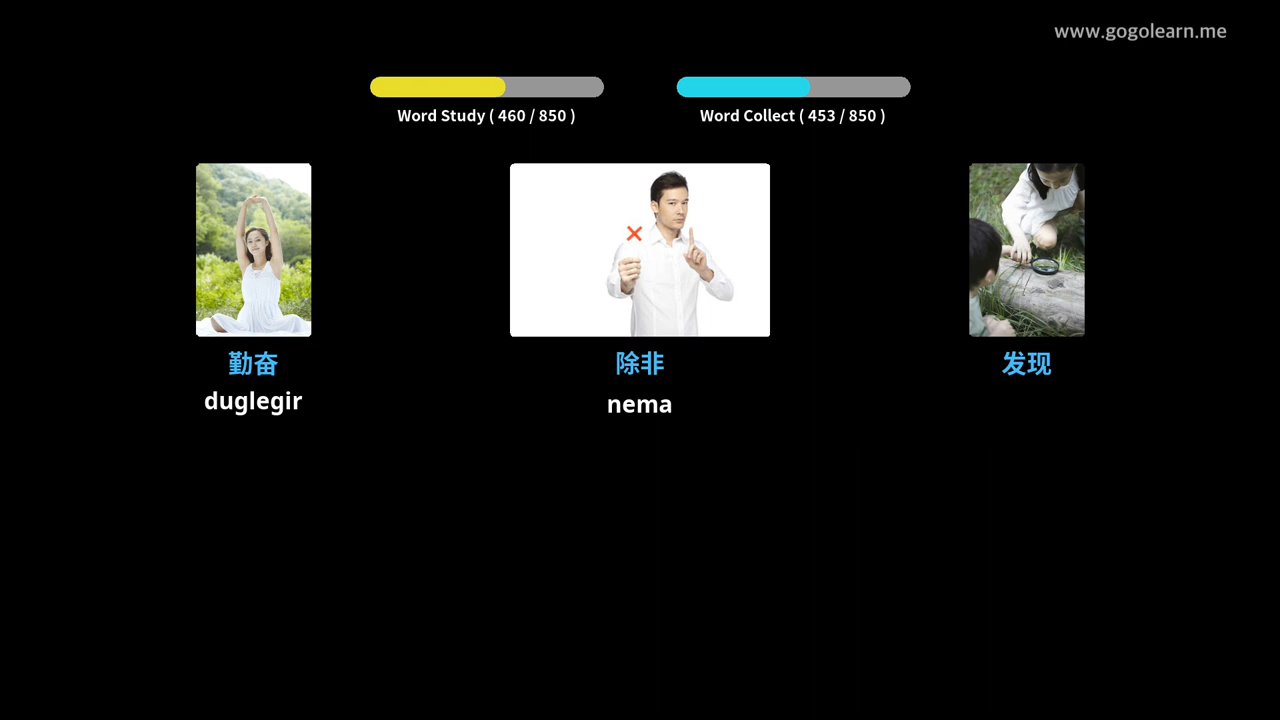 www.gogolearn.me
Word Study ( 460 / 850 )
Word Collect ( 453 / 850 )
勤奋
duglegir
除非
nema
发现